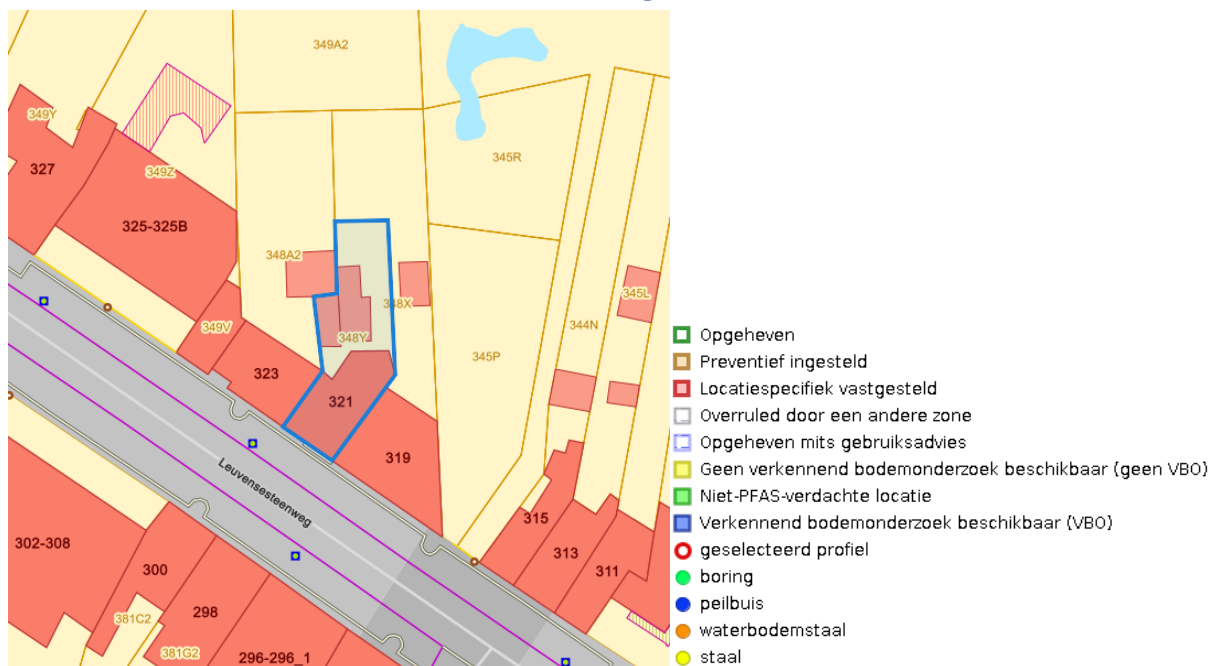 349A2
349Y
345R
327
349Z
325-325B
348A2
348X
345L
349V
344N
348Y
345P
323
321
319
Leuvensesteenweg
315
302-308
313
300
311
298
381C2
381G2
296-296_1
Opgeheven
Preventief ingesteld
Locatiespecifiek vastgesteld
Overruled door een andere zone
Opgeheven mits gebruiksadvies
Geen verkennend bodemonderzoek beschikbaar (geen VBO)
Niet-PFAS-verdachte locatie
Verkennend bodemonderzoek beschikbaar (VBO)
geselecteerd profiel
boring
peilbuis
waterbodemstaal
staal